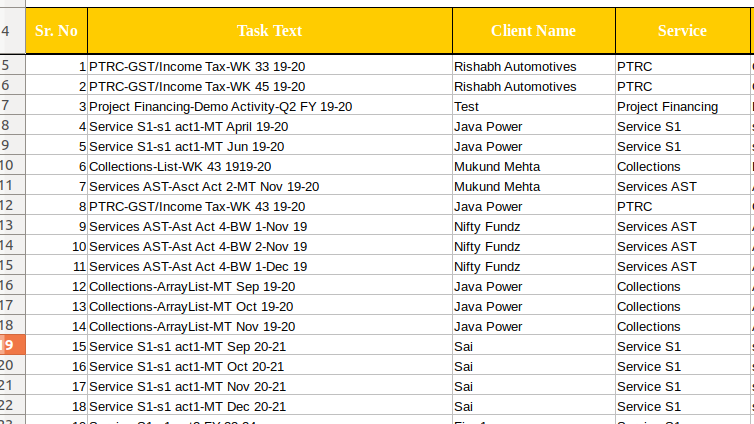 4 Sr. No Task Text Client Name Service
5 1 PTRC-GST/Income Tax-WK 33 19-20 Rishabh Automotives PTRC
6 2 PTRC-GST/Income Tax-WK 45 19-20 Rishabh Automotives PTRC
7 3 Project Financing-Demo Activity-Q2 FY 19-20 Test Project Financing
8 4 Service S1-s1 act1-MT April 19-20 Java Power Service S1
9 5 Service S1-s1 act1-MT Jun 19-20 Java Power Service S1
10 6 Collections-List-WK 43 1919-20 Mukund Mehta Collections
11 7 Services AST-Asct Act 2-MT Nov 19-20 Mukund Mehta Services AST
12 8 PTRC-GST/Income Tax-WK 43 19-20 Java Power PTRC
13 9 Services AST-Ast Act 4-BW 1-Nov 19 Nifty Fundz Services AST
14 10 Services AST-Ast Act 4-BW 2-Nov 19 Nifty Fundz Services AST
15 11 Services AST-Ast Act 4-BW 1-Dec 19 Nifty Fundz Services AST
16 12 Collections-ArrayList-MT Sep 19-20 Java Power Collections
17 13 Collections-ArrayList-MT Oct 19-20 Java Power Collections
18 14 Collections-ArrayList-MT Nov 19-20 Java Power Collections
19 15 Service S1-s1 act1-MT Sep 20-21 Sai Service S1
20 16 Service S1-s1 act1-MT Oct 20-21 Sai Service S1
21 17 Service S1-s1 act1-MT Nov 20-21 Sai Service S1
22 18 Service S1-s1 act1-MT Dec 20-21 Sai Service S1